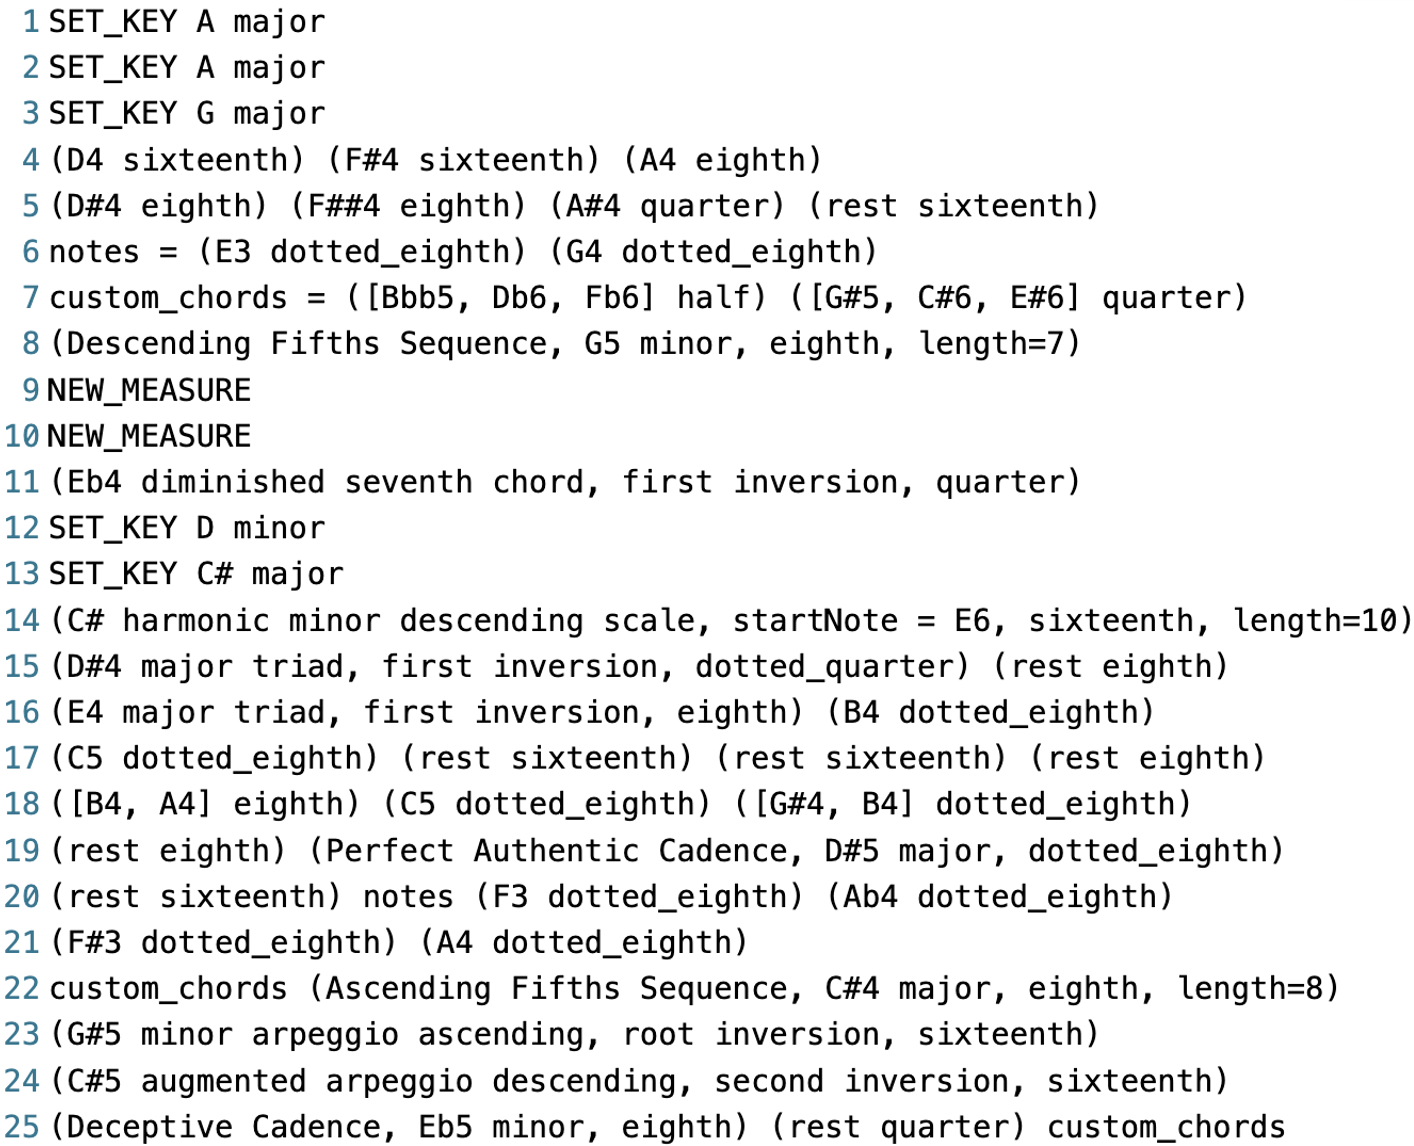 1 SET_KEY A major
2 SET_KEY A major
3 SET_KEY G major
4 (D4 sixteenth) (F#4 sixteenth) (A4 eighth)
5 (D#4 eighth) (F##4 eighth) (A#4 quarter) (rest sixteenth)
6 notes = (E3 dotted_eighth) (G4 dotted_eighth)
7 custom_chords = ([Bbb5, Db6, Fb6] half) ([G#5, C#6, E#6] quarter)
8 (Descending Fifths Sequence, G5 minor, eighth, length=7)
9 NEW_MEASURE
10 NEW_MEASURE
11 (Eb4 diminished seventh chord, first inversion, quarter)
12 SET_KEY D minor
13 SET_KEY C# major
14 (C# harmonic minor descending scale, startNote = E6, sixteenth, length=10)
15 (D#4 major triad, first inversion, dotted_quarter) (rest eighth)
16 (E4 major triad, first inversion, eighth) (B4 dotted_eighth)
17 (C5 dotted_eighth) (rest sixteenth) (rest sixteenth) (rest eighth)
18 ([B4, A4] eighth) (C5 dotted_eighth) ([G#4, B4] dotted_eighth)
19 (rest eighth) (Perfect Authentic Cadence, D#5 major, dotted_eighth)
20 (rest sixteenth) notes (F3 dotted_eighth) (Ab4 dotted_eighth)
21 (F#3 dotted_eighth) (A4 dotted_eighth)
22 custom_chords (Ascending Fifths Sequence, C#4 major, eighth, length=8)
23 (G#5 minor arpeggio ascending, root inversion, sixteenth)
24 (C#5 augmented arpeggio descending, second inversion, sixteenth)
25 (Deceptive Cadence, Eb5 minor, eighth) (rest quarter) custom_chords